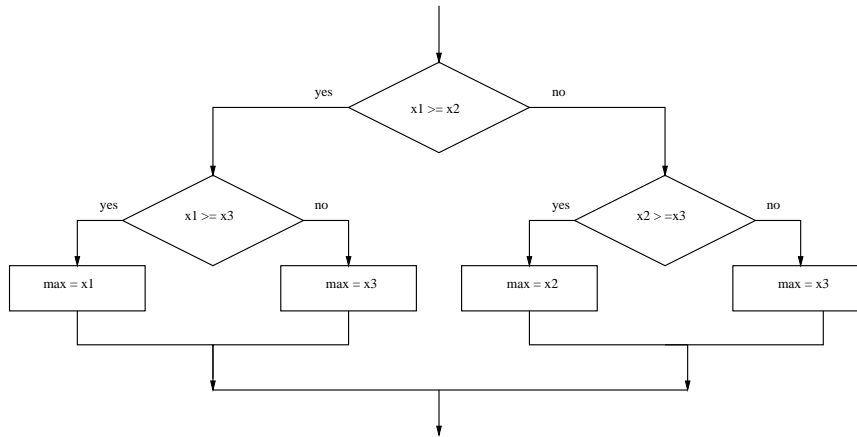 yes
no
x1 >= x2
yes
no
yes
no
x1 >= x3
x2 > =x3
max = x1
max = x3
max = x2
max = x3